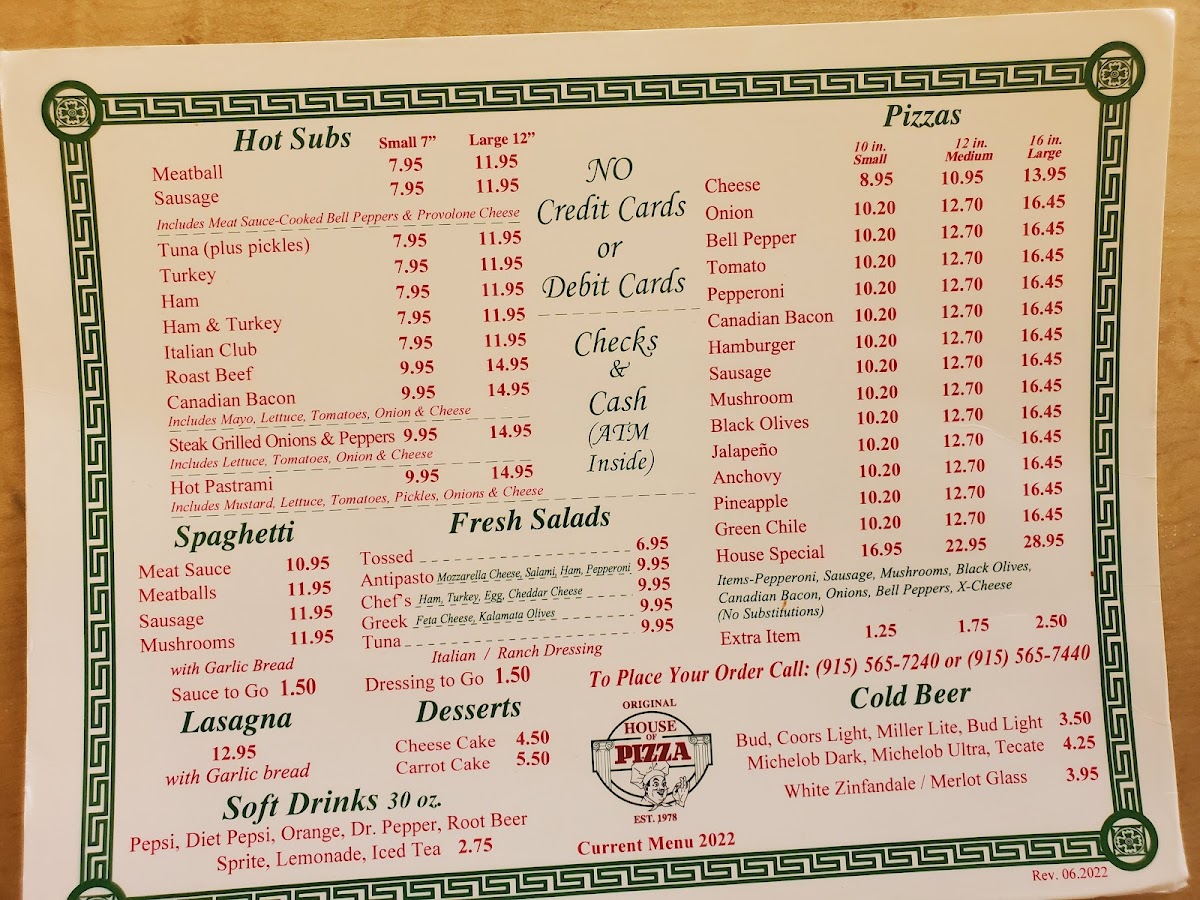 Hot Subs Small 7” Large 12”
Meatball 7.95 11.95
Sausage 7.95 11.95
Includes Meat Sauce-Cooked Bell Peppers & Provolone Cheese
Tuna (plus pickles) 7.95 11.95
Turkey 7.95 11.95
Ham 7.95 11.95
Ham & Turkey 7.95 11.95
Italian Club 7.95 11.95
Roast Beef 9.95 14.95
Canadian Bacon 9.95 14.95
Includes Mayo, Lettuce, Tomatoes, Onion & Cheese
Steak Grilled Onions & Peppers 9.95 14.95
Includes Lettuce, Tomatoes, Onion & Cheese
Hot Pastrami 9.95 14.95
Includes Mustard, Lettuce, Tomatoes, Pickles, Onions & Cheese
NO
Credit Cards
or
Debit Cards
Checks
&
Cash
(ATM
Inside)
Pizzas
10 in. 12 in. 16 in.
Small Medium Large
Cheese 8.95 10.95 13.95
Onion 10.20 12.70 16.45
Bell Pepper 10.20 12.70 16.45
Tomato 10.20 12.70 16.45
Pepperoni 10.20 12.70 16.45
Canadian Bacon 10.20 12.70 16.45
Hamburger 10.20 12.70 16.45
Sausage 10.20 12.70 16.45
Mushroom 10.20 12.70 16.45
Black Olives 10.20 12.70 16.45
Jalapeño 10.20 12.70 16.45
Anchovy 10.20 12.70 16.45
Pineapple 10.20 12.70 16.45
Green Chile 10.20 12.70 16.45
House Special 16.95 22.95 28.95
Items-Pepperoni, Sausage, Mushrooms, Black Olives,
Canadian Bacon, Onions, Bell Peppers, X-Cheese
(No Substitutions)
Extra Item 1.25 1.75 2.50
Spaghetti
Meat Sauce 10.95
Meatballs 11.95
Sausage 11.95
Mushrooms 11.95
with Garlic Bread
Sauce to Go 1.50
Fresh Salads
Tossed 6.95
Antipasto Mozzarella Cheese, Salami, Ham, Pepperoni 9.95
Chef's Ham, Turkey, Egg, Cheddar Cheese 9.95
Greek Feta Cheese, Kalamata Olives 9.95
Tuna 9.95
Italian / Ranch Dressing
Dressing to Go 1.50
To Place Your Order Call: (915) 565-7240 or (915) 565-7440
Lasagna
12.95
with Garlic bread
Desserts
Cheese Cake 4.50
Carrot Cake 5.50
ORIGINAL
HOUSE
OF
PIZZA
EST. 1978
Cold Beer
Bud, Coors Light, Miller Lite, Bud Light 3.50
Michelob Dark, Michelob Ultra, Tecate 4.25
White Zinfandale / Merlot Glass 3.95
Soft Drinks 30 oz.
Pepsi, Diet Pepsi, Orange, Dr. Pepper, Root Beer
Sprite, Lemonade, Iced Tea 2.75
Current Menu 2022
Rev. 06.2022